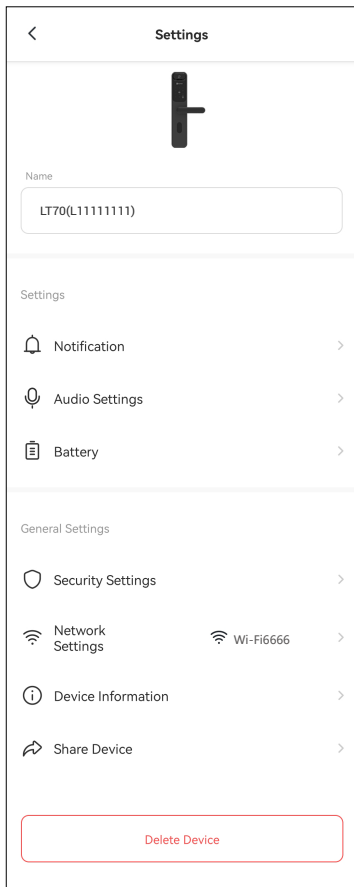 Settings
Name
LT70(L11111111)
Settings
Notification
Audio Settings
Battery
General Settings
Security Settings
Network
Settings
Wi-Fi6666
Device Information
Share Device
Delete Device